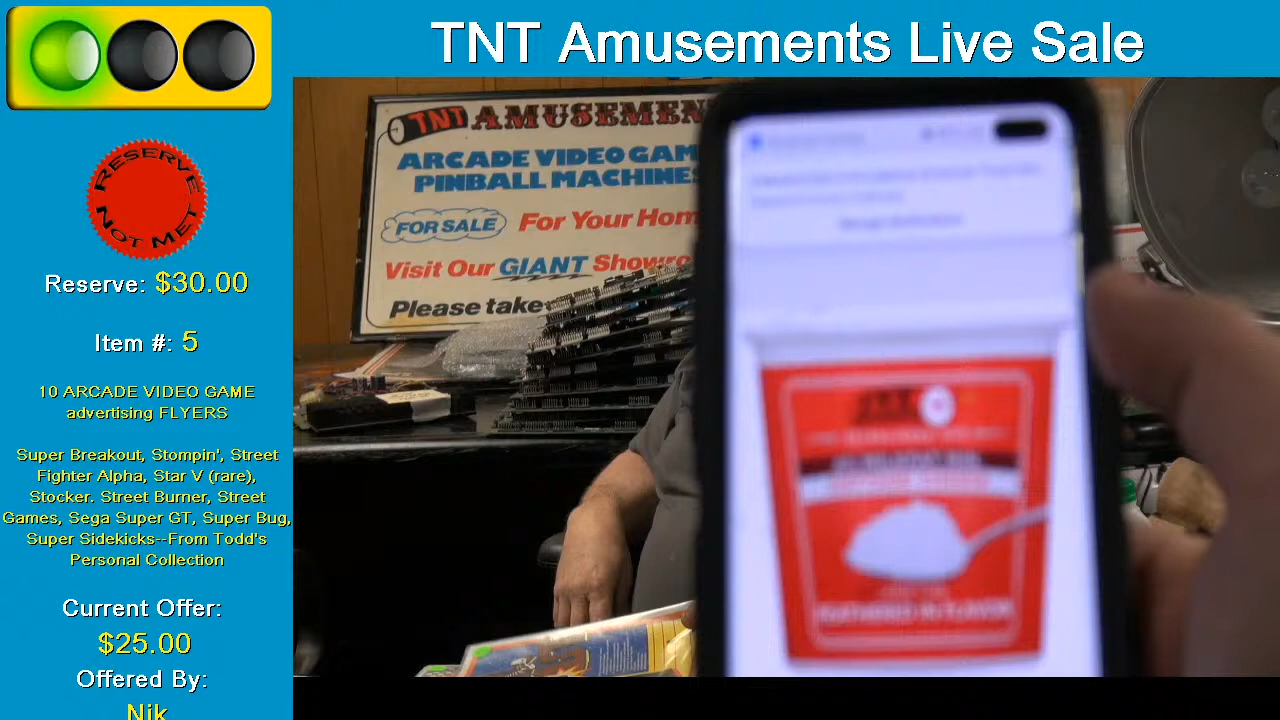 TNT Amusements Live Sale
RESERVE
NOT MET
Reserve: $30.00
Item #: 5
10 ARCADE VIDEO GAME
advertising FLYERS
Super Breakout, Stompin', Street
Fighter Alpha, Star V (rare),
Stocker. Street Burner, Street
Games, Sega Super GT, Super Bug,
Super Sidekicks--From Todd's
Personal Collection
Current Offer:
$25.00
Offered By:
Nik
TNT AMUSEMEN
ARCADE VIDEO GAM
PINBALL MACHINES
FOR SALE For Your Hom
Visit Our GIANT Showro
Please take